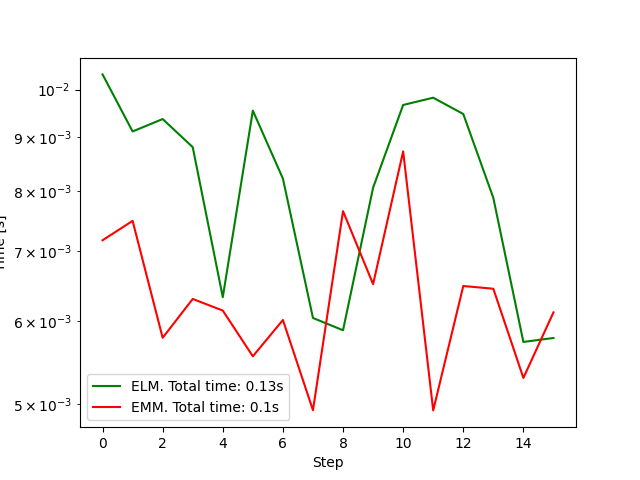 10⁻²
9 × 10⁻³
8 × 10⁻³
7 × 10⁻³
6 × 10⁻³
5 × 10⁻³
ELM. Total time: 0.13s
EMM. Total time: 0.1s
0 2 4 6 8 10 12 14
Step